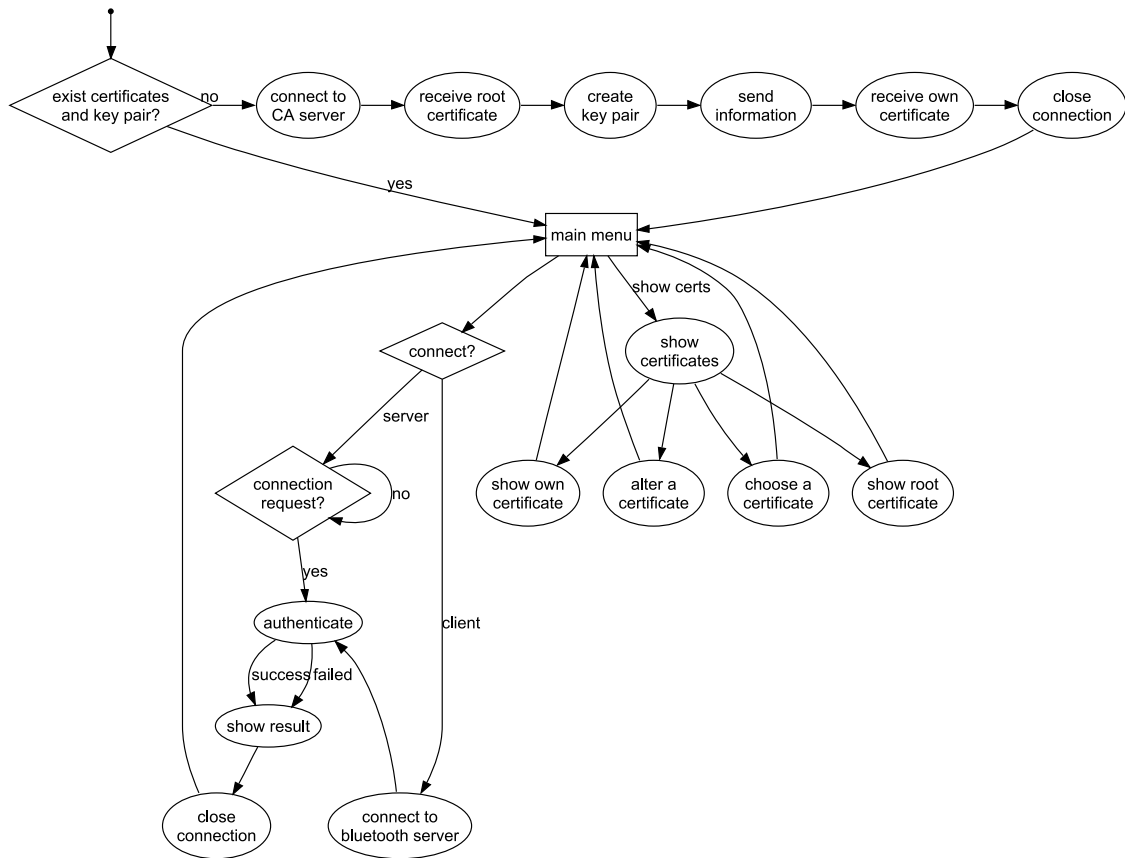 exist certificates
and key pair?
no
connect to
CA server
receive root
certificate
create
key pair
send
information
receive own
certificate
close
connection
yes
main menu
show certs
connect?
show
certificates
server
connection
request?
no
show own
certificate
alter a
certificate
choose a
certificate
show root
certificate
yes
authenticate
client
success
failed
show result
close
connection
connect to
bluetooth server